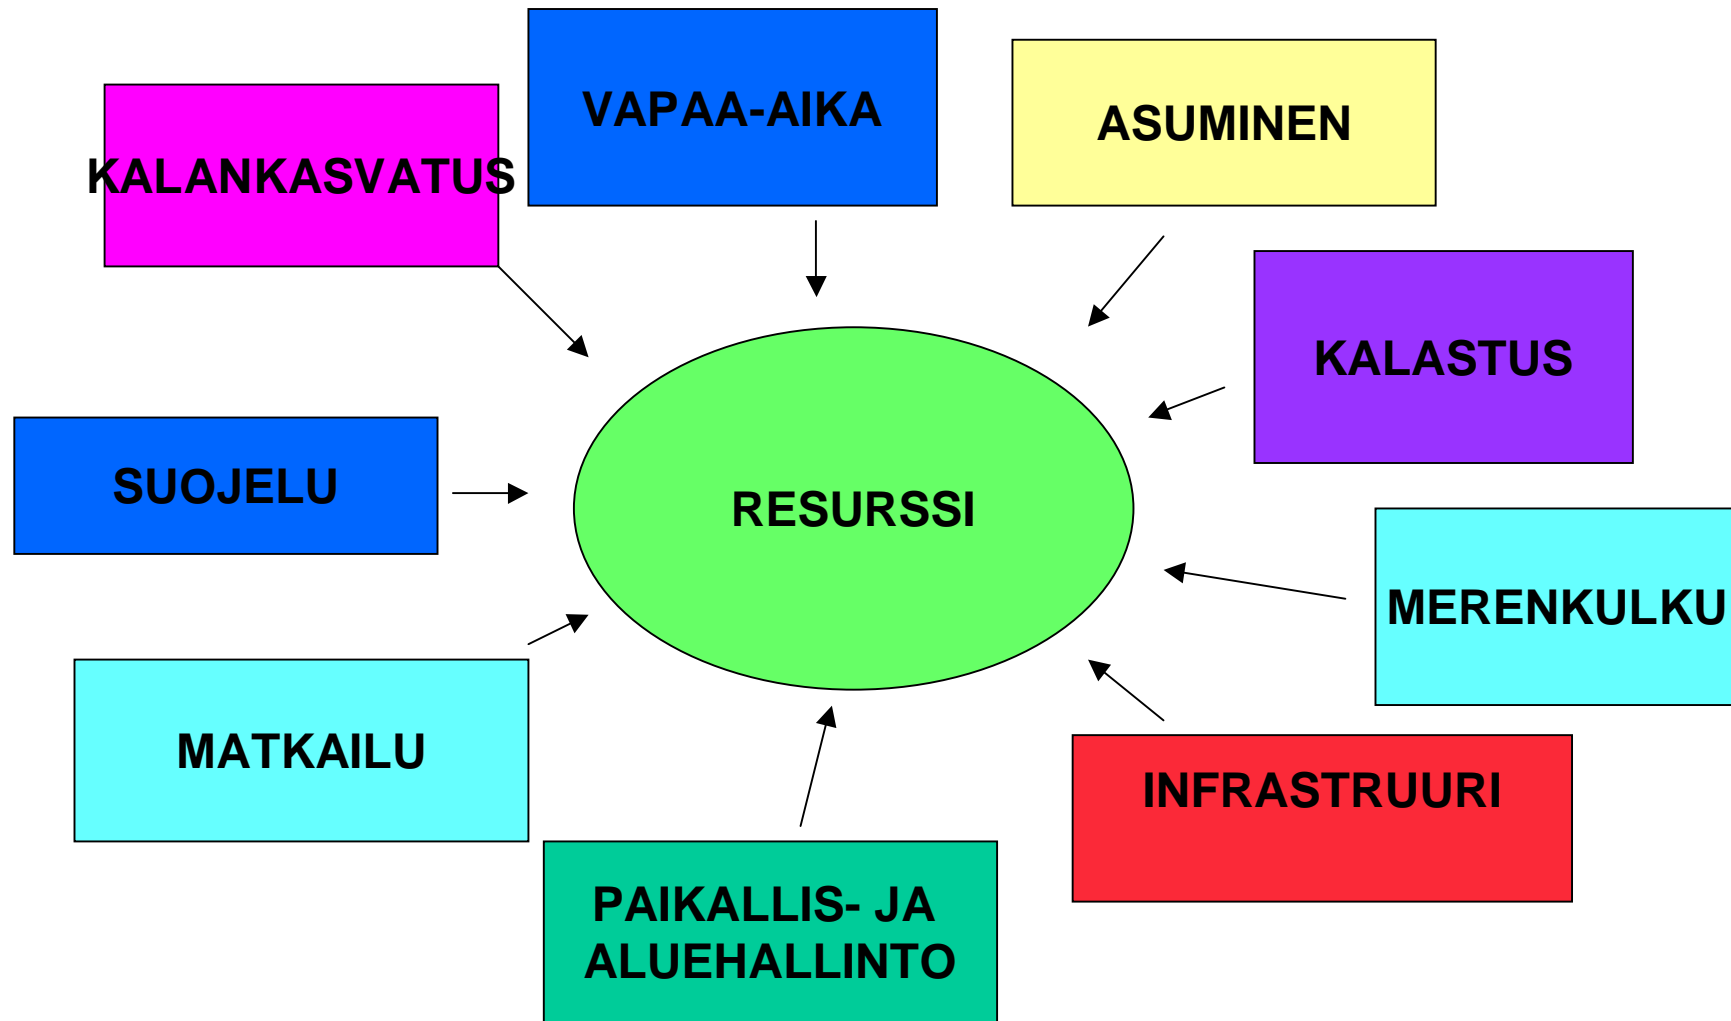 VAPAA-AIKA
ASUMINEN
KALANKASVATUS
KALASTUS
SUOJELU
RESURSSI
MERENKULKU
MATKAILU
INFRASTRUURI
PAIKALLIS- JA
ALUEHALLINTO